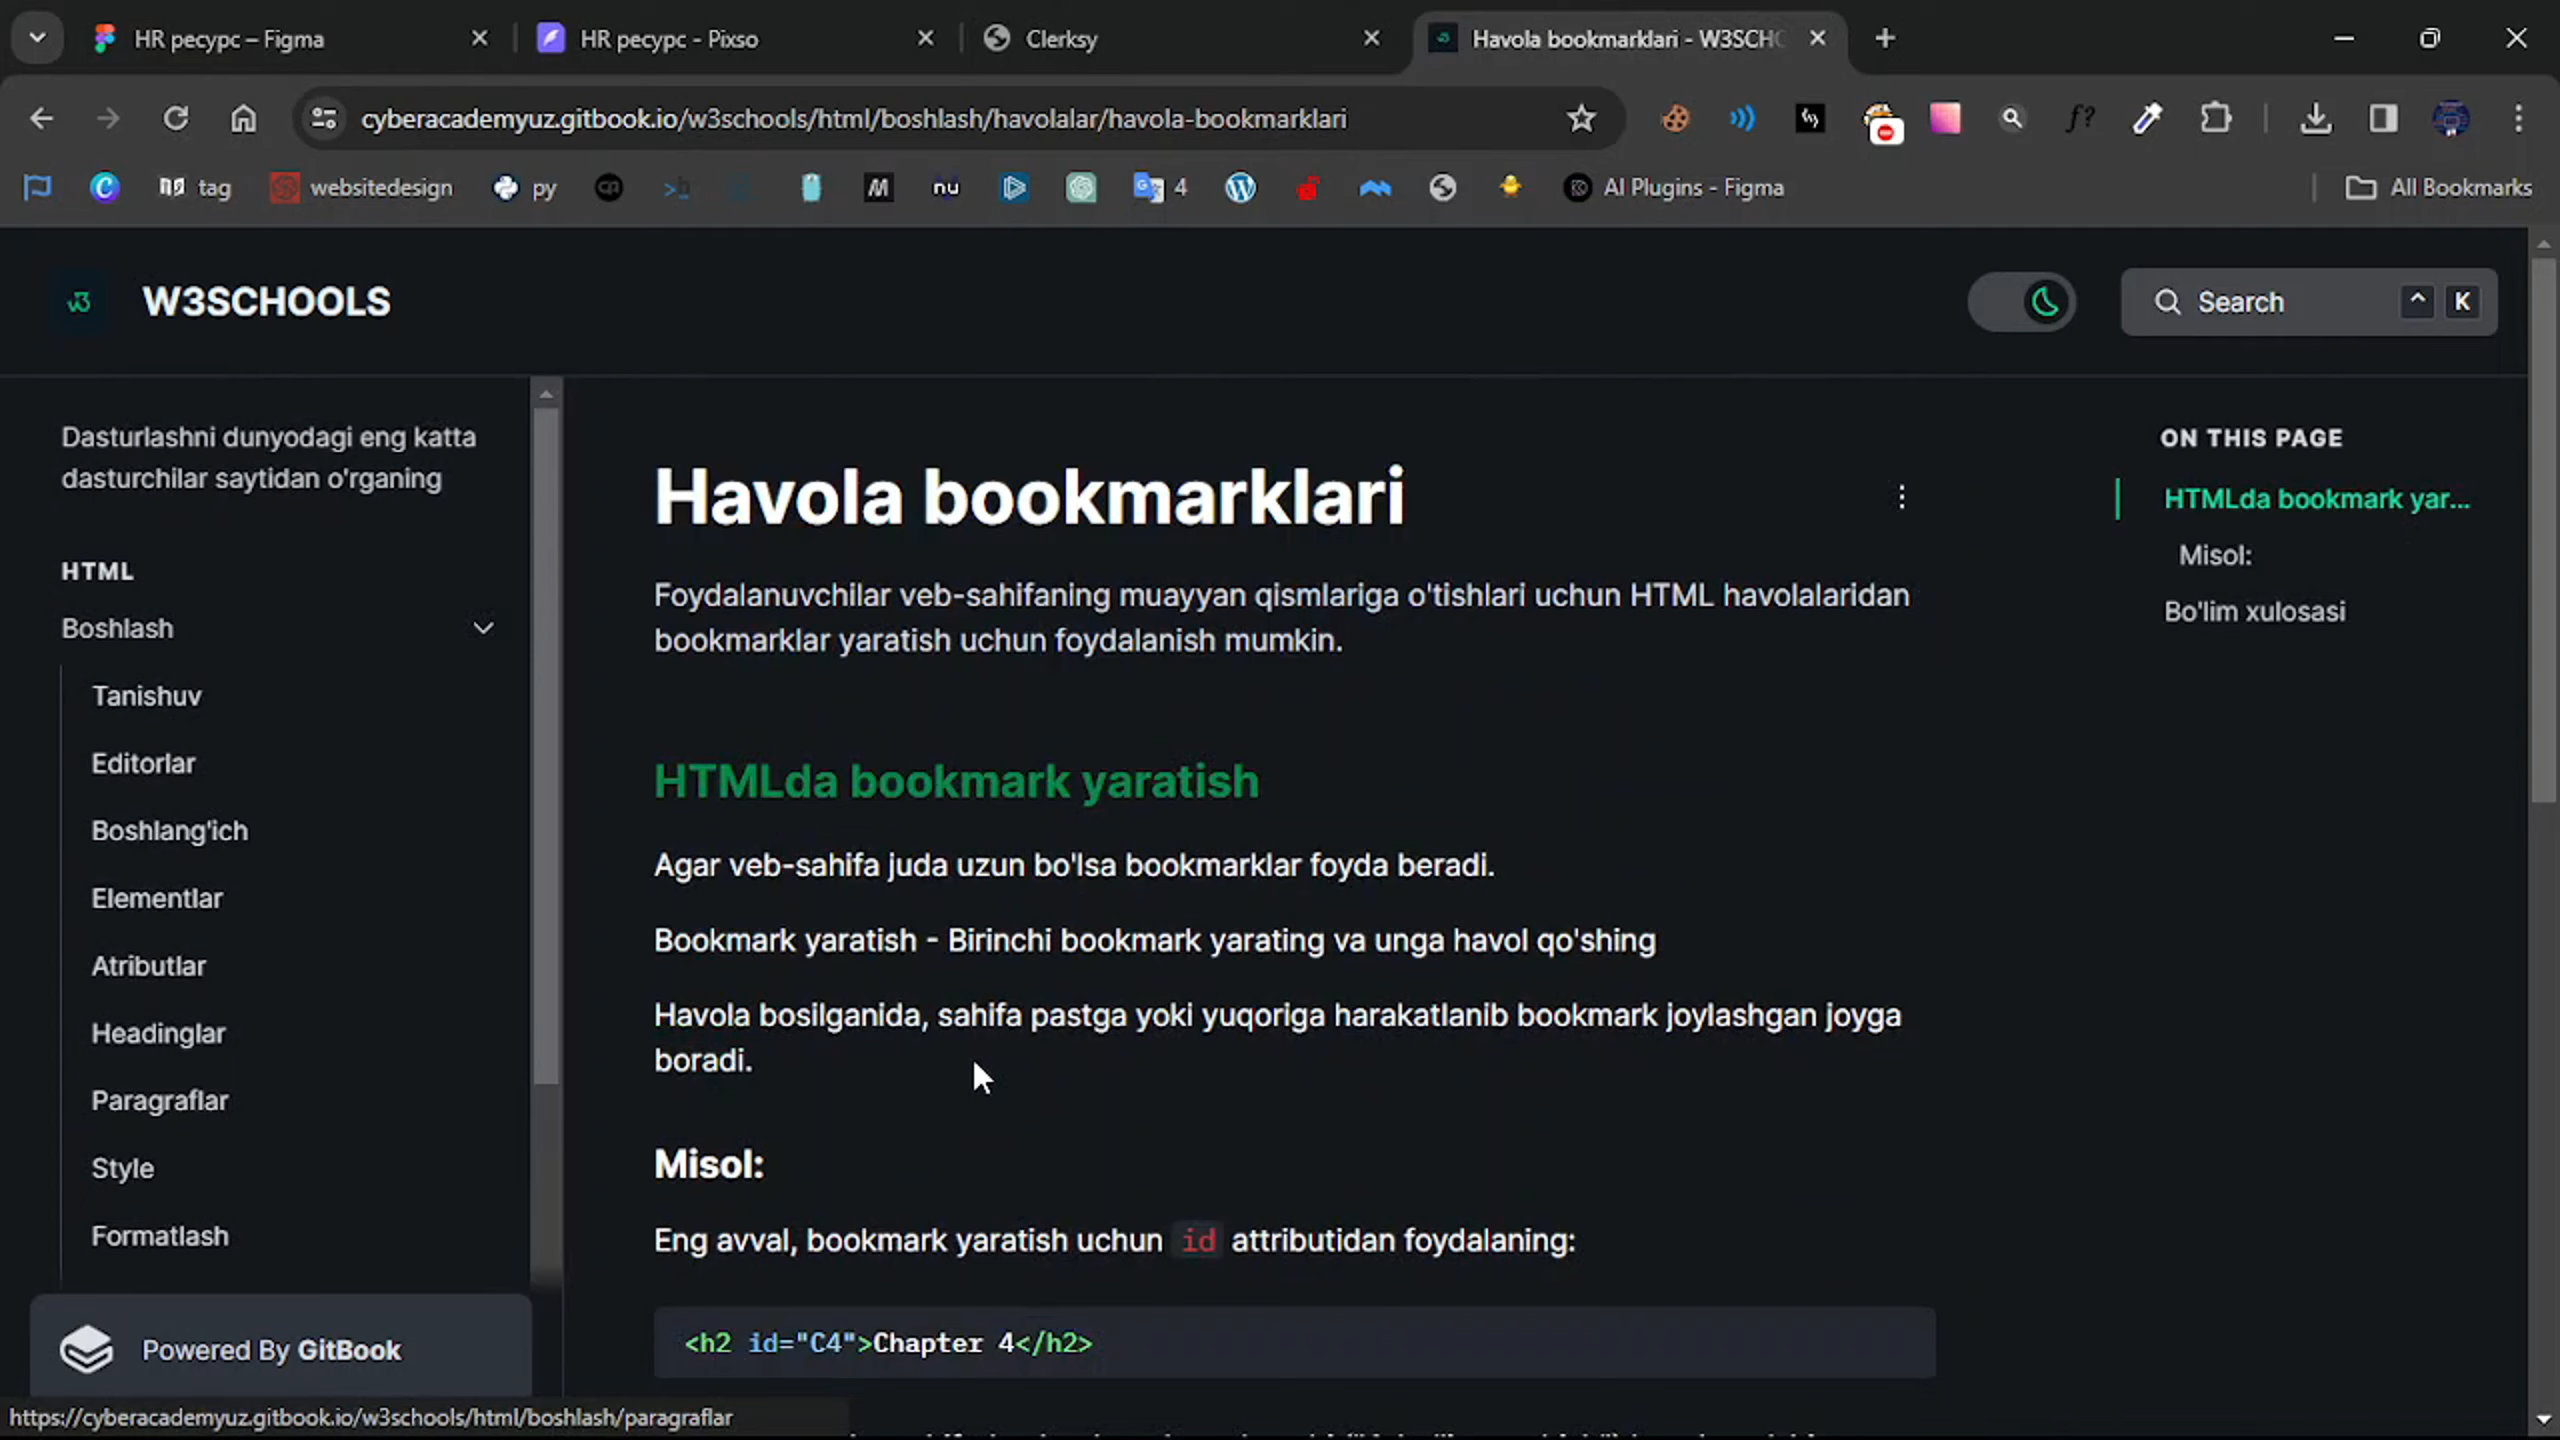 HR ресурс – Figma
HR ресурс - Pixso
Clerksy
Havola bookmarklari - W3SCHO
cyberacademyuz.gitbook.io/w3schools/html/boshlash/havolalar/havola-bookmarklari
tag
websitedesign
py
nu
4
AI Plugins - Figma
All Bookmarks
W3SCHOOLS
Search
^ K
Dasturlashni dunyodagi eng katta
dasturchilar saytidan o'rganing
HTML
Boshlash
Tanishuv
Editorlar
Boshlang'ich
Elementlar
Atributlar
Headinglar
Paragraflar
Style
Formatlash
Powered By GitBook
Havola bookmarklari
Foydalanuvchilar veb-sahifaning muayyan qismlariga o'tishlari uchun HTML havolalaridan
bookmarklar yaratish uchun foydalanish mumkin.
HTMLda bookmark yaratish
Agar veb-sahifa juda uzun bo'lsa bookmarklar foyda beradi.
Bookmark yaratish - Birinchi bookmark yarating va unga havol qo'shing
Havola bosilganida, sahifa pastga yoki yuqoriga harakatlanib bookmark joylashgan joyga
boradi.
Misol:
Eng avval, bookmark yaratish uchun id attributidan foydalaning:
<h2 id="C4">Chapter 4</h2>
ON THIS PAGE
HTMLda bookmark yar...
Misol:
Bo'lim xulosasi
https://cyberacademyuz.gitbook.io/w3schools/html/boshlash/paragraflar